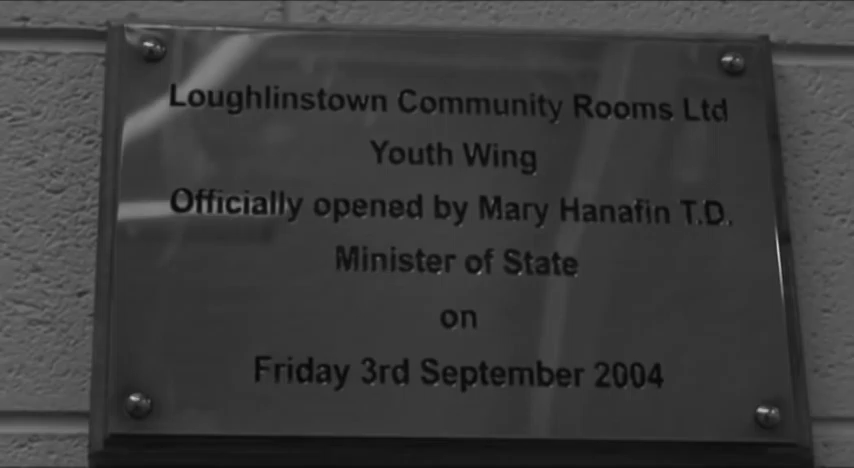 Loughlinstown Community Rooms Ltd
Youth Wing
Officially opened by Mary Hanafin T.D.
Minister of State
on
Friday 3rd September 2004